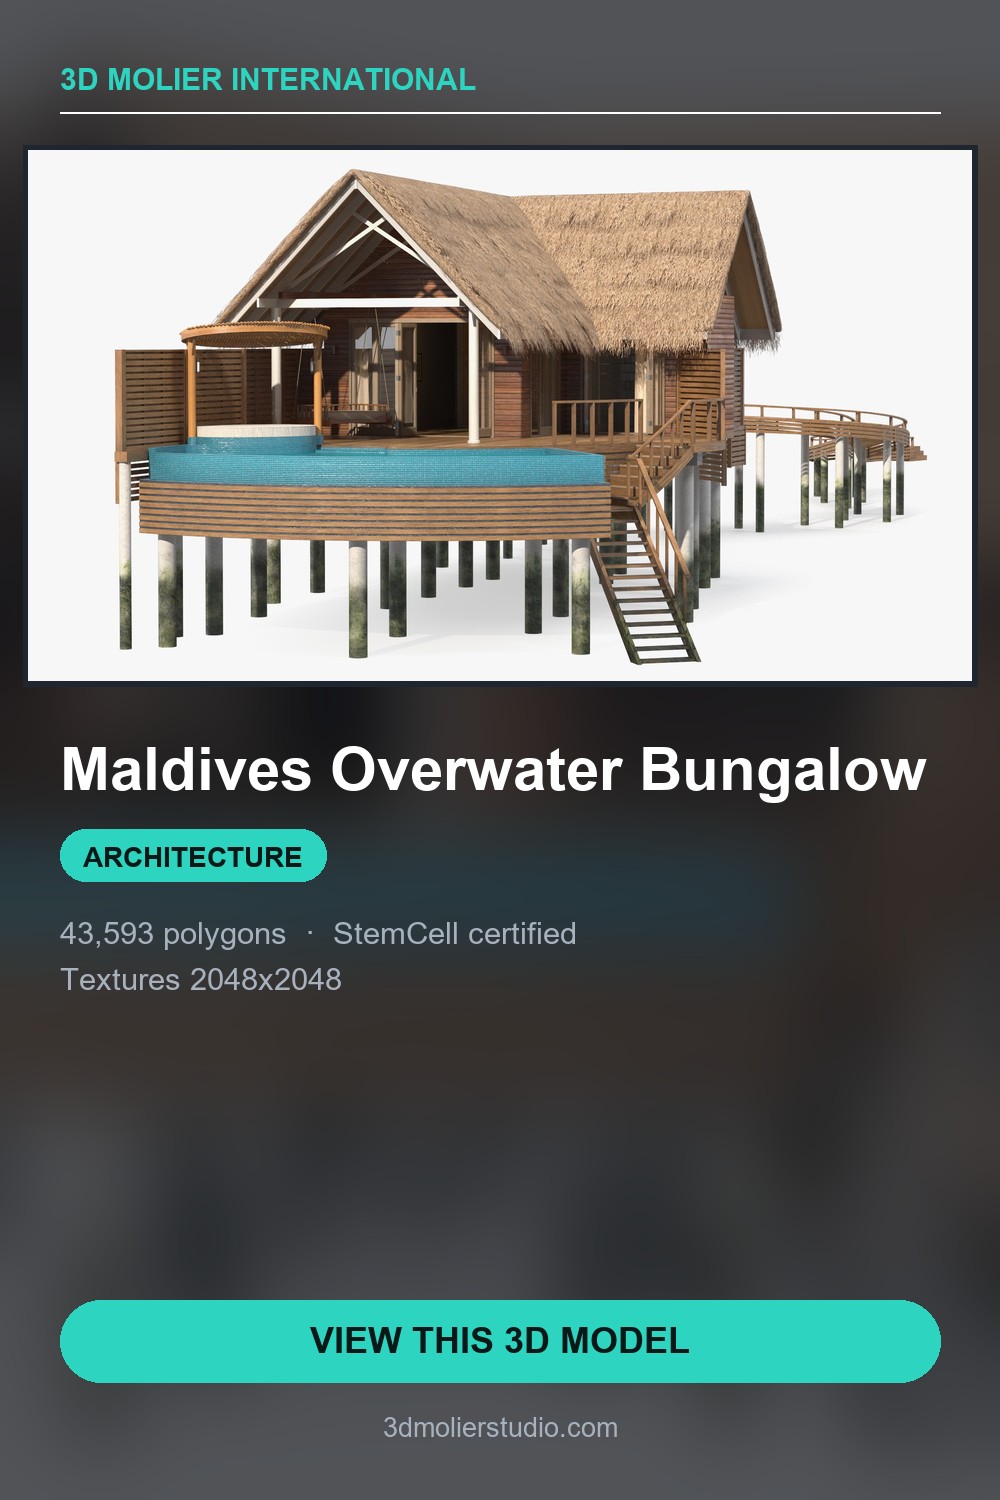 3D MOLIER INTERNATIONAL
Maldives Overwater Bungalow
ARCHITECTURE
43,593 polygons · StemCell certified
Textures 2048x2048
VIEW THIS 3D MODEL
3dmolierstudio.com